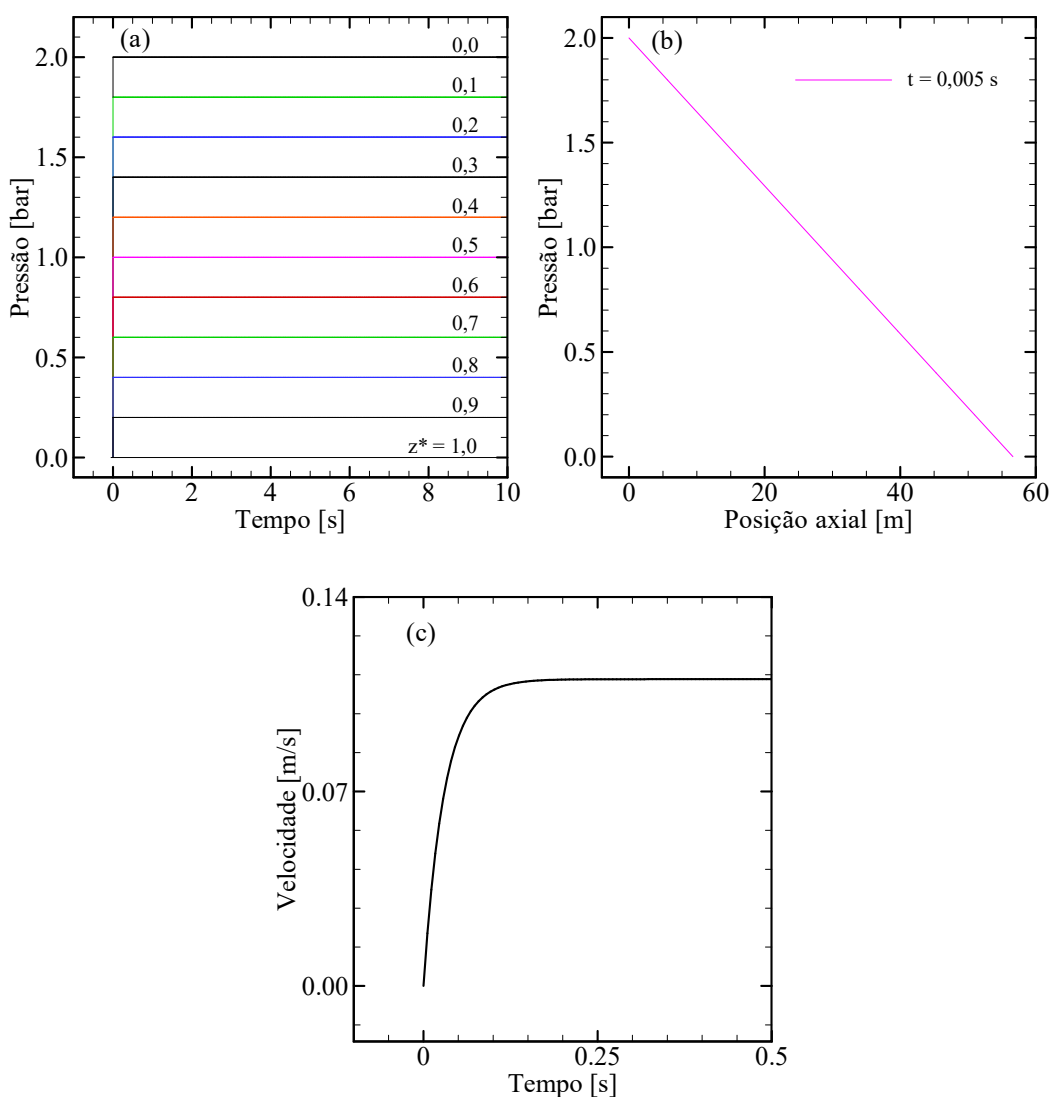 (a)
0,0
0,1
0,2
0,3
0,4
0,5
0,6
0,7
0,8
0,9
z* = 1,0
2.0
1.5
1.0
0.5
0.0
Pressão [bar]
0 2 4 6 8 10
Tempo [s]
(b)
t = 0,005 s
2.0
1.5
1.0
0.5
0.0
Pressão [bar]
0 20 40 60
Posição axial [m]
(c)
0.14
0.07
0.00
Velocidade [m/s]
0 0.25 0.5
Tempo [s]